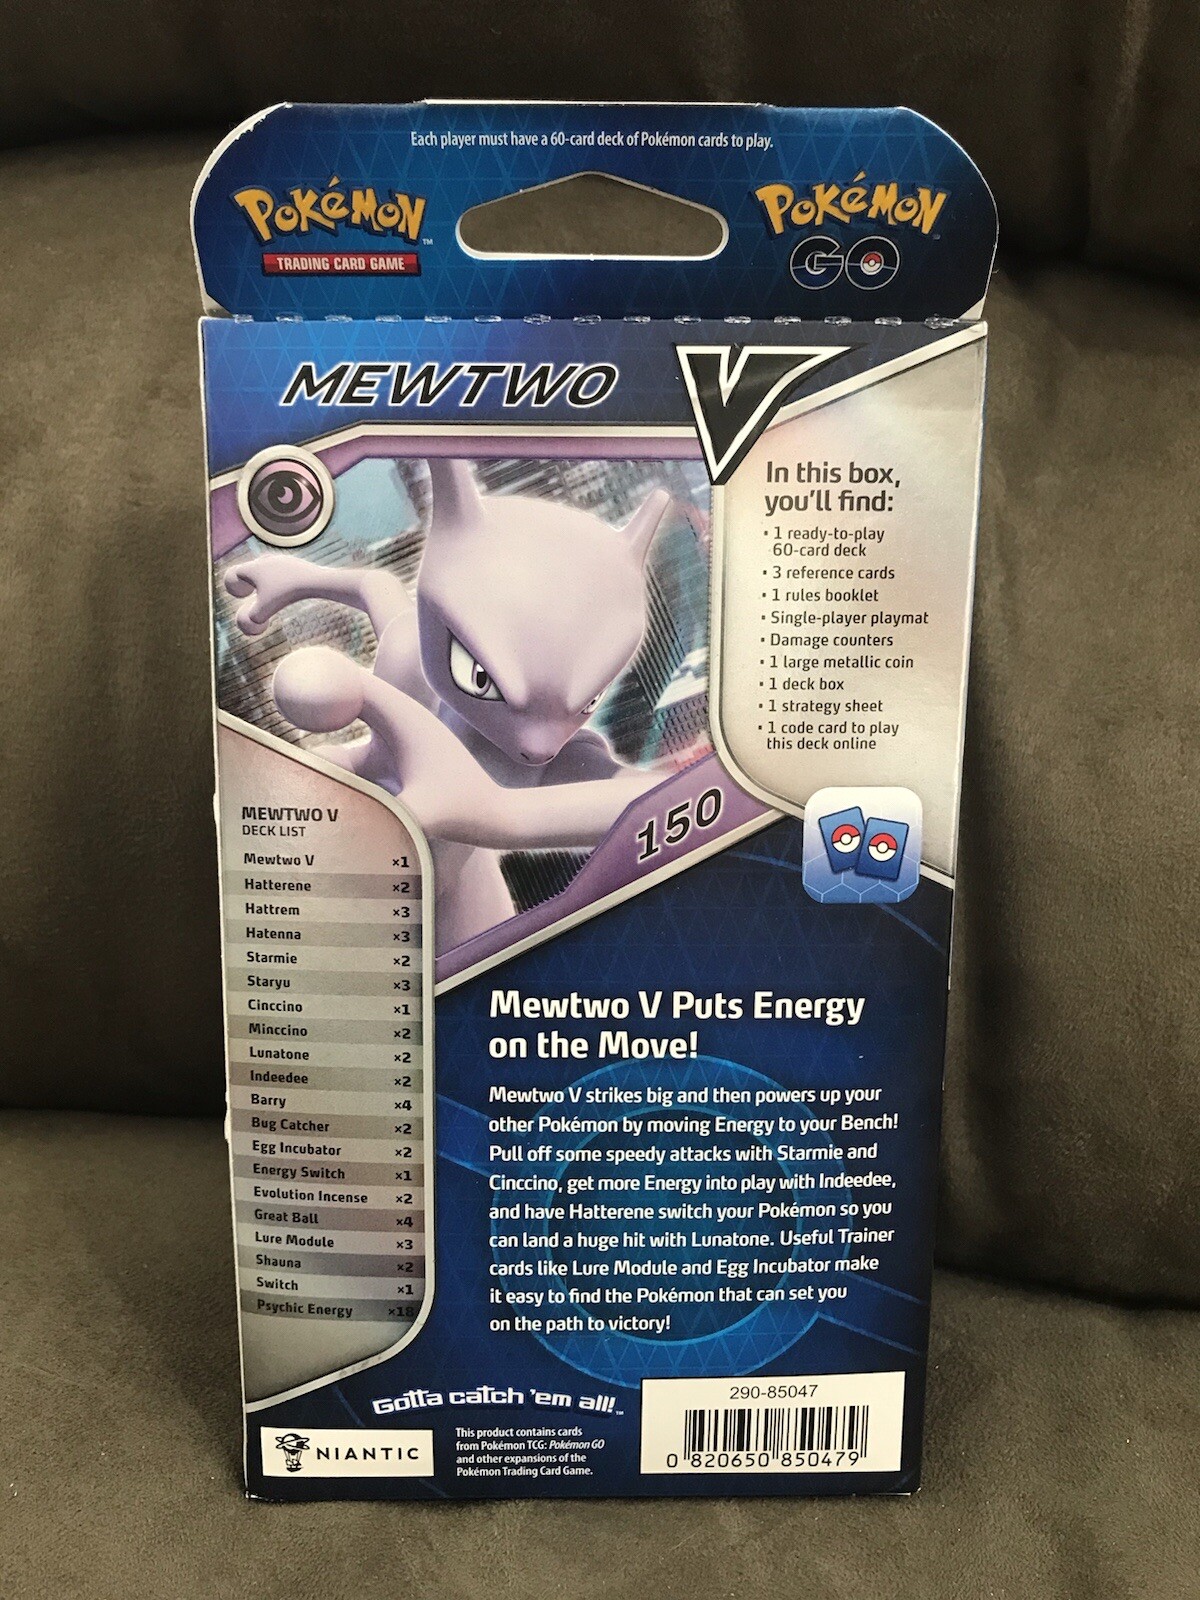 Each player must have a 60-card deck of Pokémon cards to play.
Pokémon™
TRADING CARD GAME
Pokémon
GO
MEWTWO V
In this box,
you'll find:
• 1 ready-to-play
60-card deck
• 3 reference cards
• 1 rules booklet
• Single-player playmat
• Damage counters
• 1 large metallic coin
• 1 deck box
• 1 strategy sheet
• 1 code card to play
this deck online
150
MEWTWO V
DECK LIST
Mewtwo V ×1
Hatterene ×2
Hattrem ×3
Hatenna ×3
Starmie ×2
Staryu ×3
Cinccino ×1
Minccino ×2
Lunatone ×2
Indeedee ×2
Barry ×4
Bug Catcher ×2
Egg Incubator ×2
Energy Switch ×1
Evolution Incense ×2
Great Ball ×4
Lure Module ×3
Shauna ×2
Switch ×1
Psychic Energy ×18
Mewtwo V Puts Energy
on the Move!
Mewtwo V strikes big and then powers up your
other Pokémon by moving Energy to your Bench!
Pull off some speedy attacks with Starmie and
Cinccino, get more Energy into play with Indeedee,
and have Hatterene switch your Pokémon so you
can land a huge hit with Lunatone. Useful Trainer
cards like Lure Module and Egg Incubator make
it easy to find the Pokémon that can set you
on the path to victory!
Gotta catch 'em all!™
NIANTIC
This product contains cards
from Pokémon TCG: Pokémon GO
and other expansions of the
Pokémon Trading Card Game.
290-85047
0 820650 850479